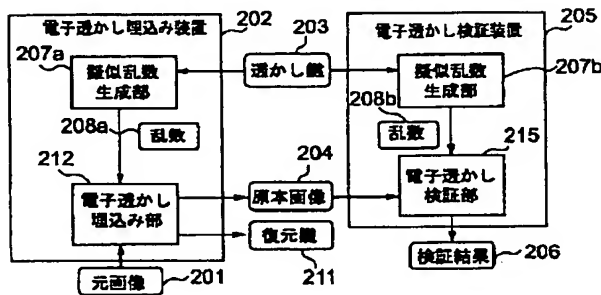 電子透かし埋込み装置
202
203
電子透かし検証装置
205
207a
擬似乱数
生成部
透かし鍵
擬似乱数
生成部
207b
208a
乱数
208b
乱数
212
204
215
電子透かし
埋込み部
原本画像
電子透かし
検証部
復元鍵
元画像
201
211
検証結果
206